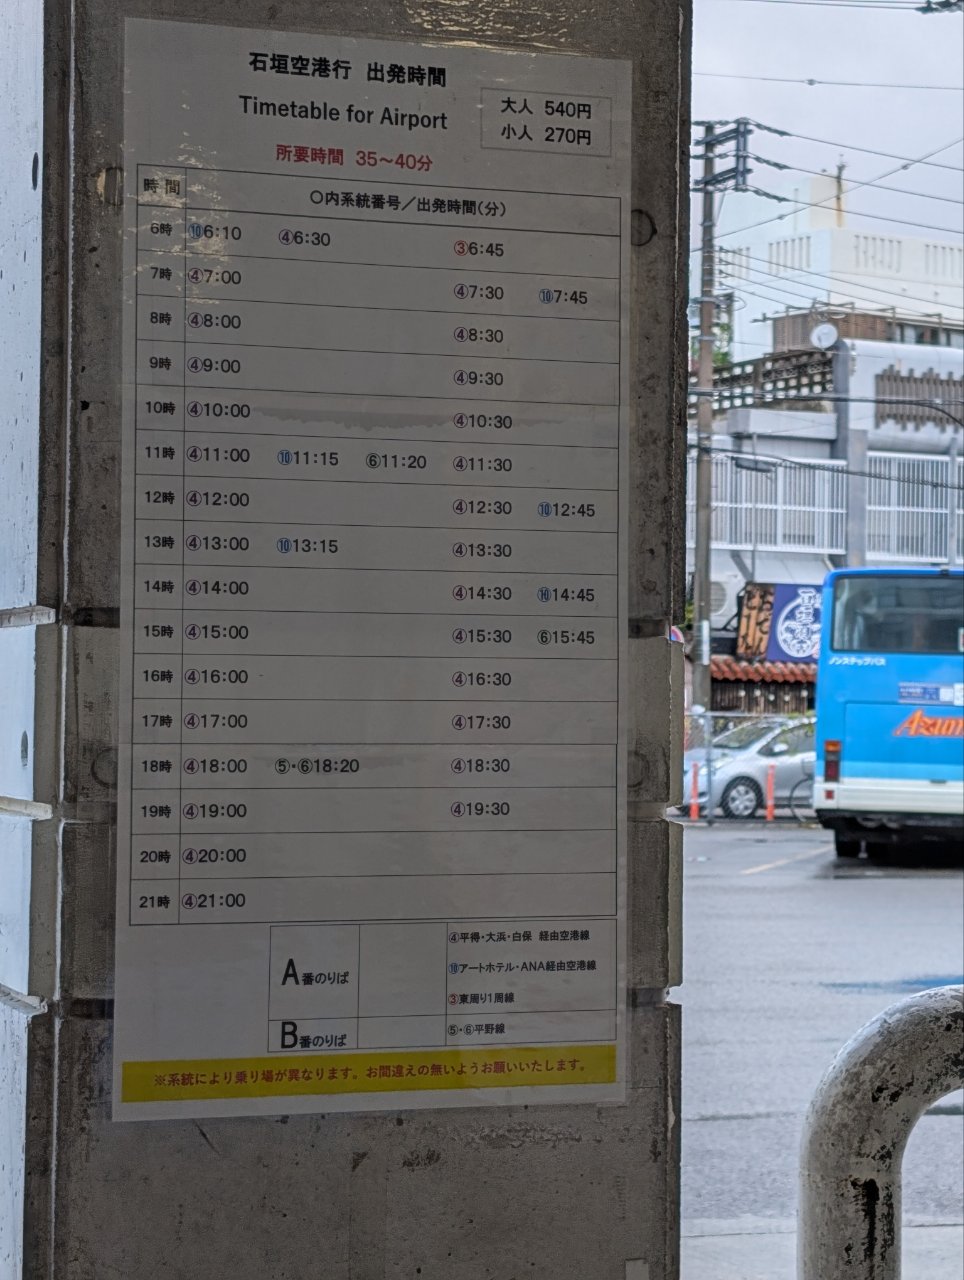 石垣空港行 出発時間
Timetable for Airport
大人 540円
小人 270円
所要時間 35～40分
時間 ○内系統番号／出発時間(分)
6時 ⑩6:10 ④6:30 ③6:45
7時 ④7:00 ④7:30 ⑩7:45
8時 ④8:00 ④8:30
9時 ④9:00 ④9:30
10時 ④10:00 ④10:30
11時 ④11:00 ⑩11:15 ⑥11:20 ④11:30
12時 ④12:00 ④12:30 ⑩12:45
13時 ④13:00 ⑩13:15 ④13:30
14時 ④14:00 ④14:30 ⑩14:45
15時 ④15:00 ④15:30 ⑥15:45
16時 ④16:00 ④16:30
17時 ④17:00 ④17:30
18時 ④18:00 ⑤・⑥18:20 ④18:30
19時 ④19:00 ④19:30
20時 ④20:00
21時 ④21:00
A番のりば
④平得・大浜・白保 経由空港線
⑩アートホテル・ANA経由空港線
③東周り1周線
B番のりば
⑤・⑥平野線
※系統により乗り場が異なります。お間違えの無いようお願いいたします。
おでん
ノンステップバス